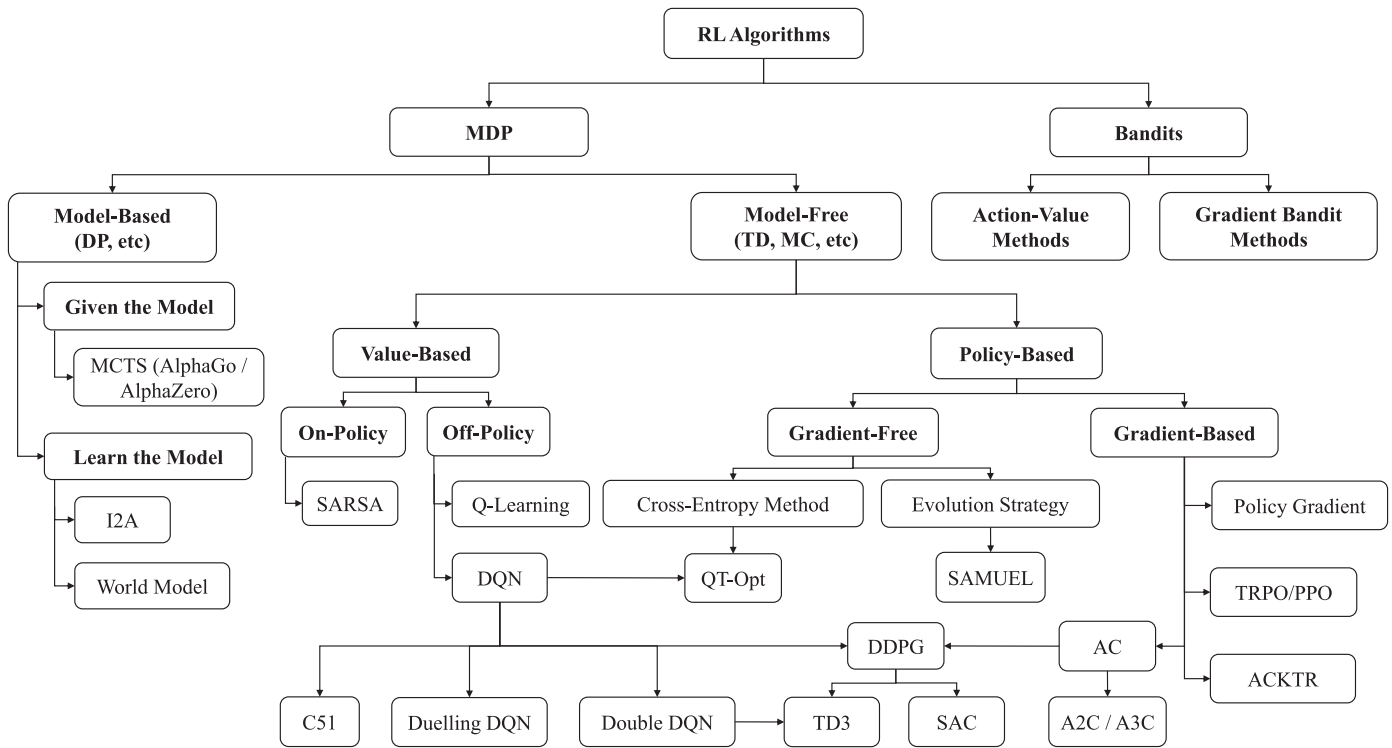 RL Algorithms
MDP
Bandits
Model-Based
(DP, etc)
Model-Free
(TD, MC, etc)
Action-Value
Methods
Gradient Bandit
Methods
Given the Model
MCTS (AlphaGo /
AlphaZero)
Learn the Model
I2A
World Model
Value-Based
Policy-Based
On-Policy
Off-Policy
Gradient-Free
Gradient-Based
SARSA
Q-Learning
Cross-Entropy Method
Evolution Strategy
Policy Gradient
DQN
QT-Opt
SAMUEL
TRPO/PPO
DDPG
AC
ACKTR
C51
Duelling DQN
Double DQN
TD3
SAC
A2C / A3C